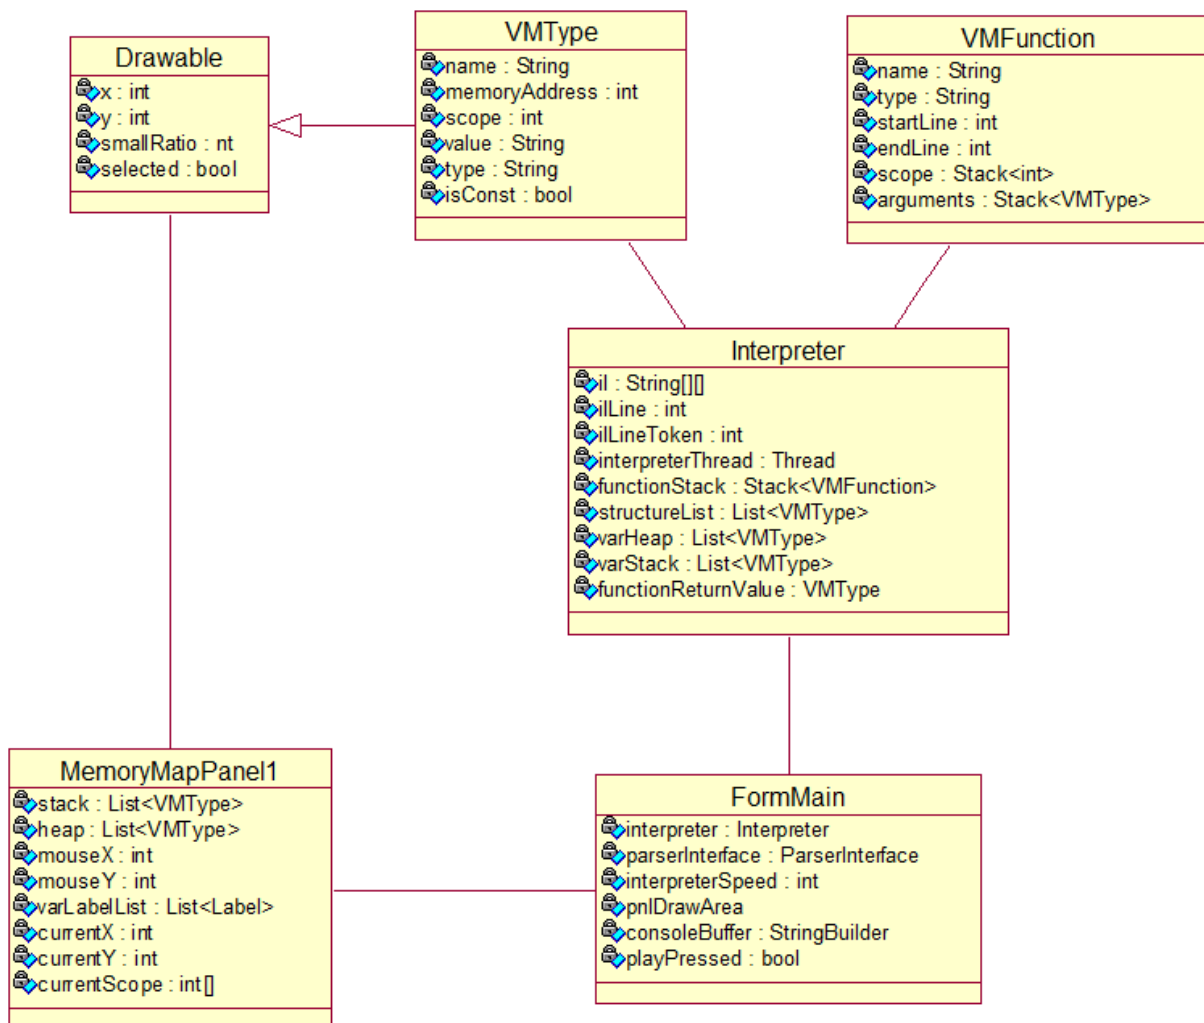 Drawable
x : int
y : int
smallRatio : nt
selected : bool
VMType
name : String
memoryAddress : int
scope : int
value : String
type : String
isConst : bool
VMFunction
name : String
type : String
startLine : int
endLine : int
scope : Stack<int>
arguments : Stack<VMType>
Interpreter
il : String[][]
ilLine : int
ilLineToken : int
interpreterThread : Thread
functionStack : Stack<VMFunction>
structureList : List<VMType>
varHeap : List<VMType>
varStack : List<VMType>
functionReturnValue : VMType
MemoryMapPanel1
stack : List<VMType>
heap : List<VMType>
mouseX : int
mouseY : int
varLabelList : List<Label>
currentX : int
currentY : int
currentScope : int[]
FormMain
interpreter : Interpreter
parserInterface : ParserInterface
interpreterSpeed : int
pnlDrawArea
consoleBuffer : StringBuilder
playPressed : bool